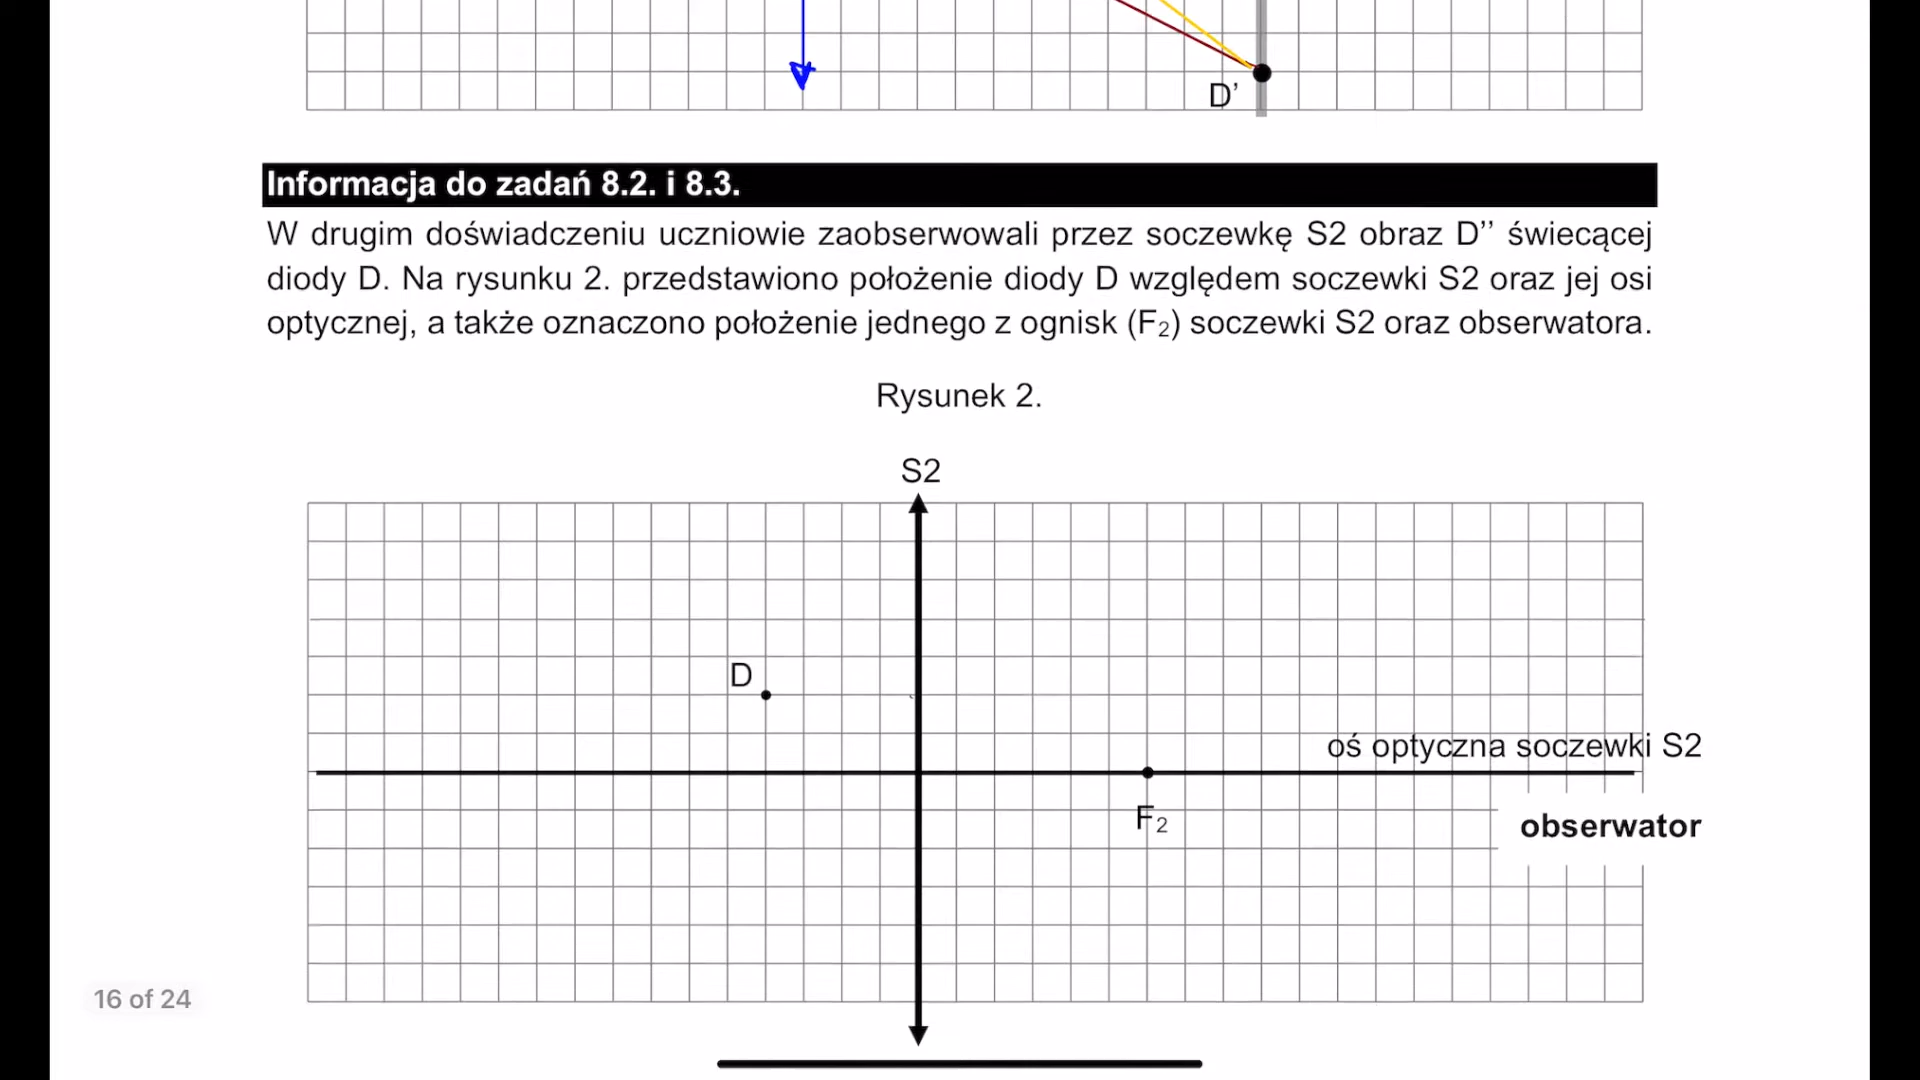 D’
Informacja do zadań 8.2. i 8.3.
W drugim doświadczeniu uczniowie zaobserwowali przez soczewkę S2 obraz D’’ świecącej
diody D. Na rysunku 2. przedstawiono położenie diody D względem soczewki S2 oraz jej osi
optycznej, a także oznaczono położenie jednego z ognisk (F₂) soczewki S2 oraz obserwatora.
Rysunek 2.
S2
D
oś optyczna soczewki S2
F₂
obserwator
16 of 24